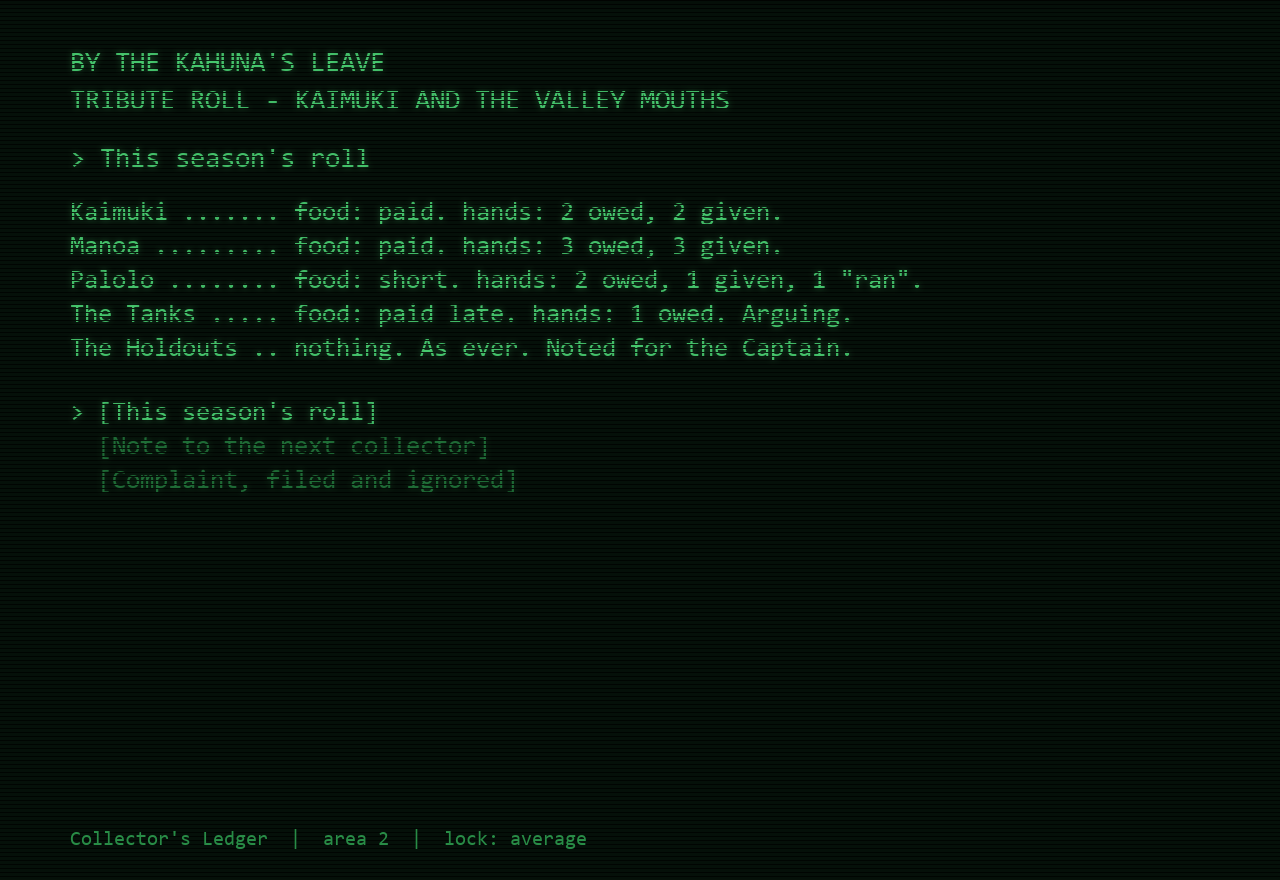 BY THE KAHUNA'S LEAVE
TRIBUTE ROLL - KAIMUKI AND THE VALLEY MOUTHS
> This season's roll
Kaimuki ....... food: paid. hands: 2 owed, 2 given.
Manoa ......... food: paid. hands: 3 owed, 3 given.
Palolo ........ food: short. hands: 2 owed, 1 given, 1 "ran".
The Tanks ..... food: paid late. hands: 1 owed. Arguing.
The Holdouts .. nothing. As ever. Noted for the Captain.
> [This season's roll]
[Note to the next collector]
[Complaint, filed and ignored]
Collector's Ledger | area 2 | lock: average